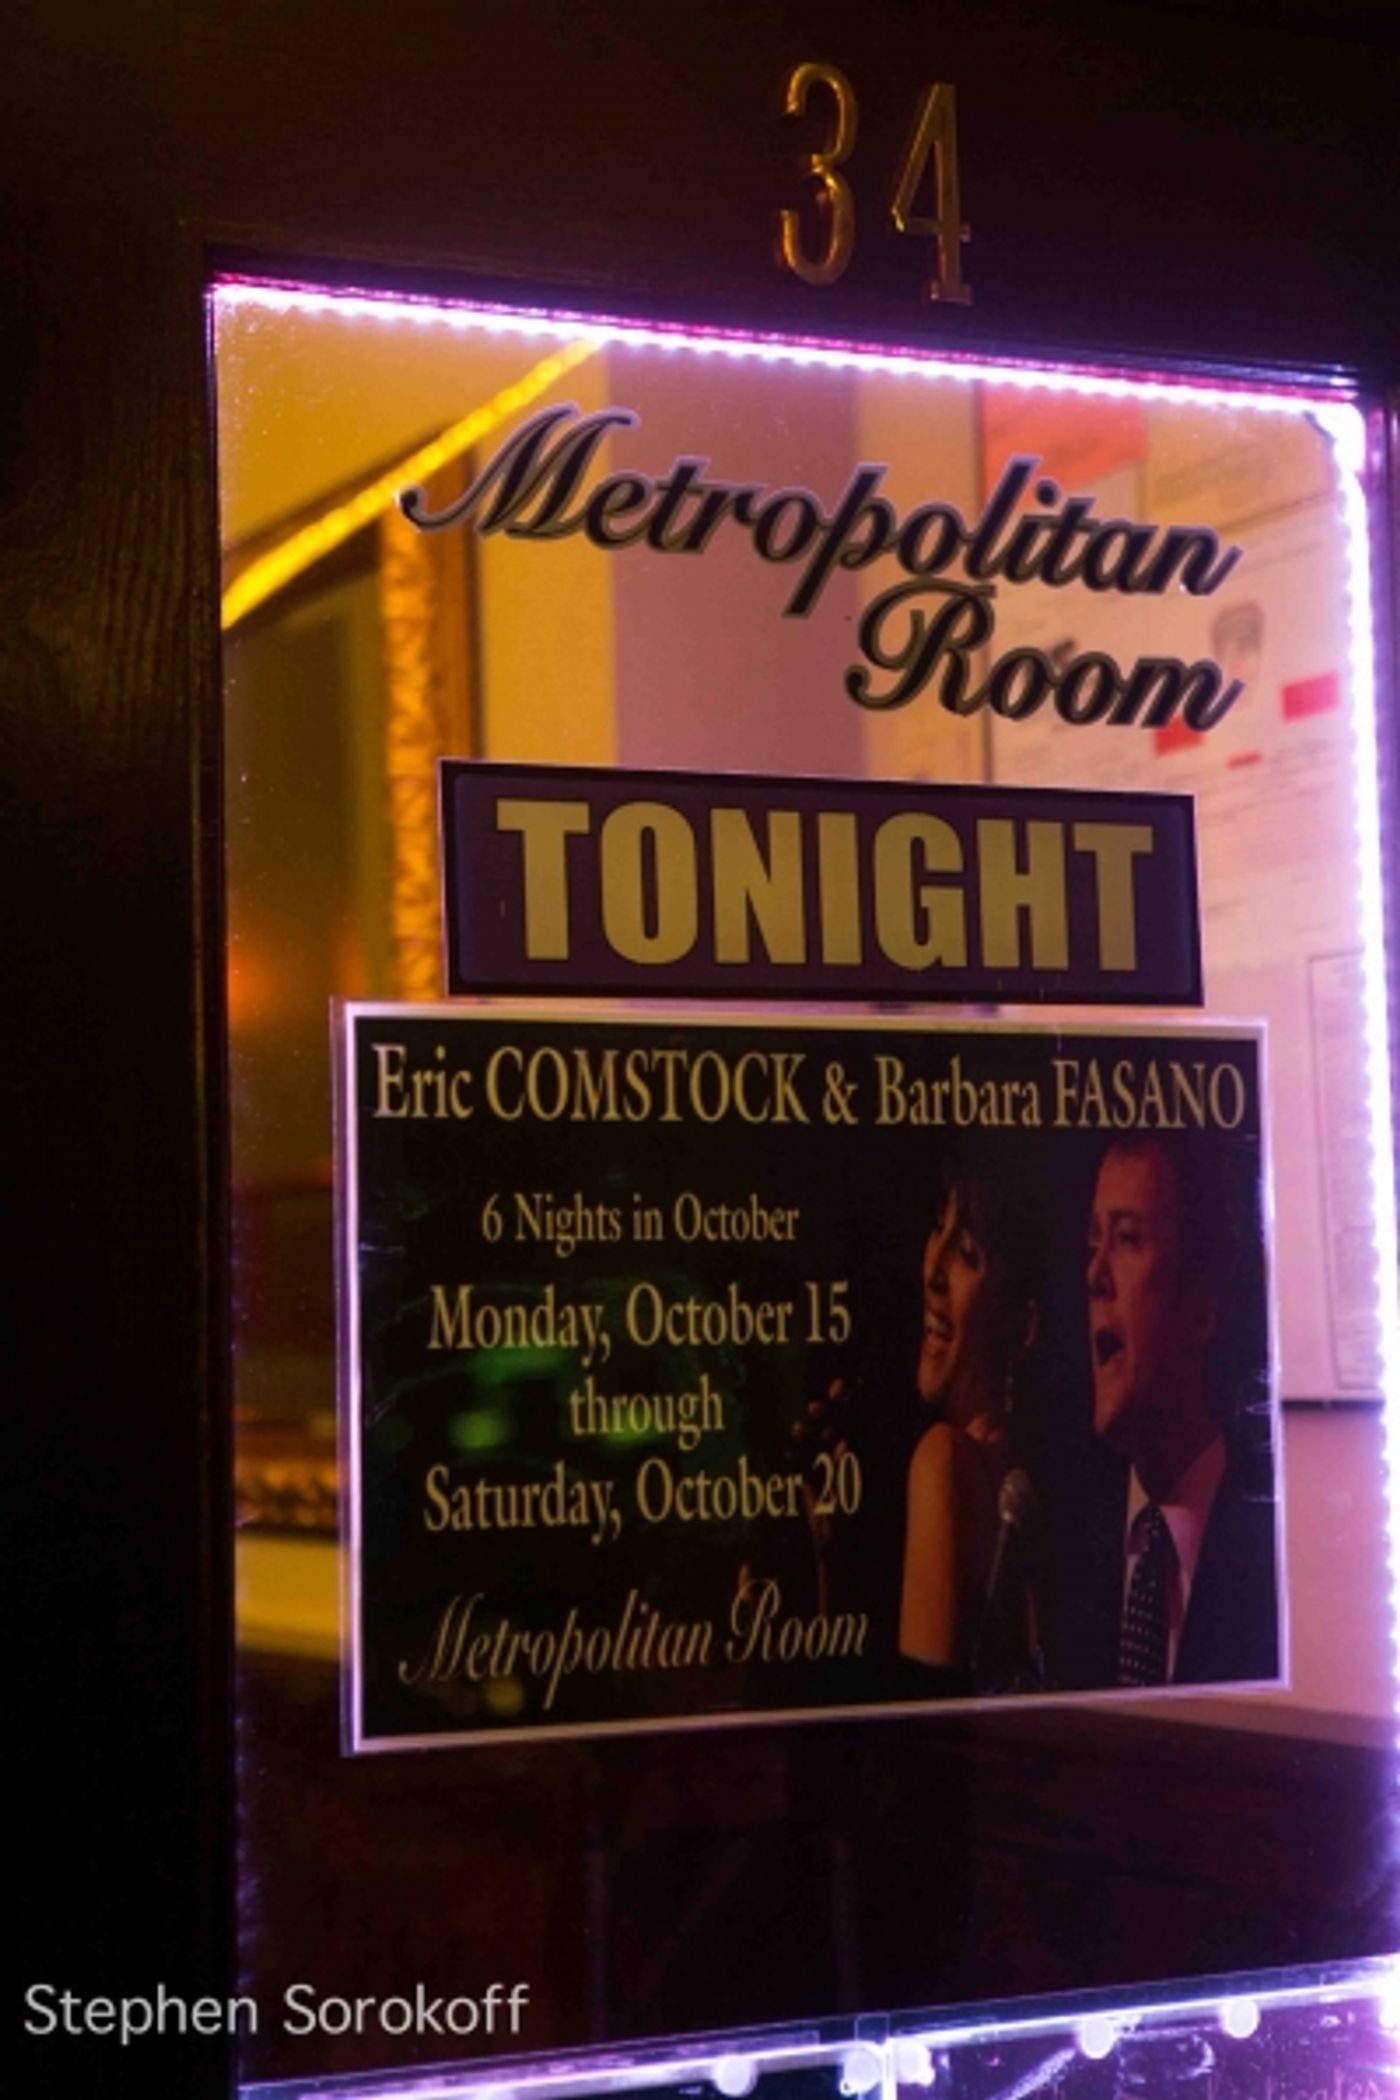 34
Metropolitan
Room
TONIGHT
Eric COMSTOCK & Barbara FASANO
6 Nights in October
Monday, October 15
through
Saturday, October 20
Metropolitan Room
Stephen Sorokoff